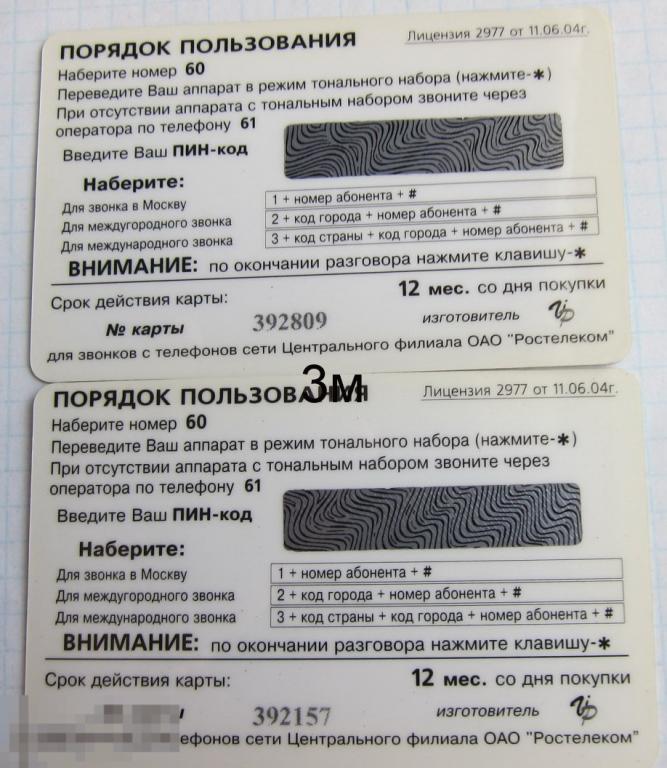 ПОРЯДОК ПОЛЬЗОВАНИЯ Лицензия 2977 от 11.06.04г.
Наберите номер 60
Переведите Ваш аппарат в режим тонального набора (нажмите-✱)
При отсутствии аппарата с тональным набором звоните через
оператора по телефону 61
Введите Ваш ПИН-код
Наберите:
Для звонка в Москву 1 + номер абонента + #
Для междугородного звонка 2 + код города + номер абонента + #
Для международного звонка 3 + код страны + код города + номер абонента + #
ВНИМАНИЕ: по окончании разговора нажмите клавишу-✱
Срок действия карты: 12 мес. со дня покупки
№ карты 392809 изготовитель
для звонков с телефонов сети Центрального филиала ОАО "Ростелеком"
3м
ПОРЯДОК ПОЛЬЗОВАНИЯ Лицензия 2977 от 11.06.04г.
Наберите номер 60
Переведите Ваш аппарат в режим тонального набора (нажмите-✱)
При отсутствии аппарата с тональным набором звоните через
оператора по телефону 61
Введите Ваш ПИН-код
Наберите:
Для звонка в Москву 1 + номер абонента + #
Для междугородного звонка 2 + код города + номер абонента + #
Для международного звонка 3 + код страны + код города + номер абонента + #
ВНИМАНИЕ: по окончании разговора нажмите клавишу-✱
Срок действия карты: 12 мес. со дня покупки
392157 изготовитель
ефонов сети Центрального филиала ОАО "Ростелеком"